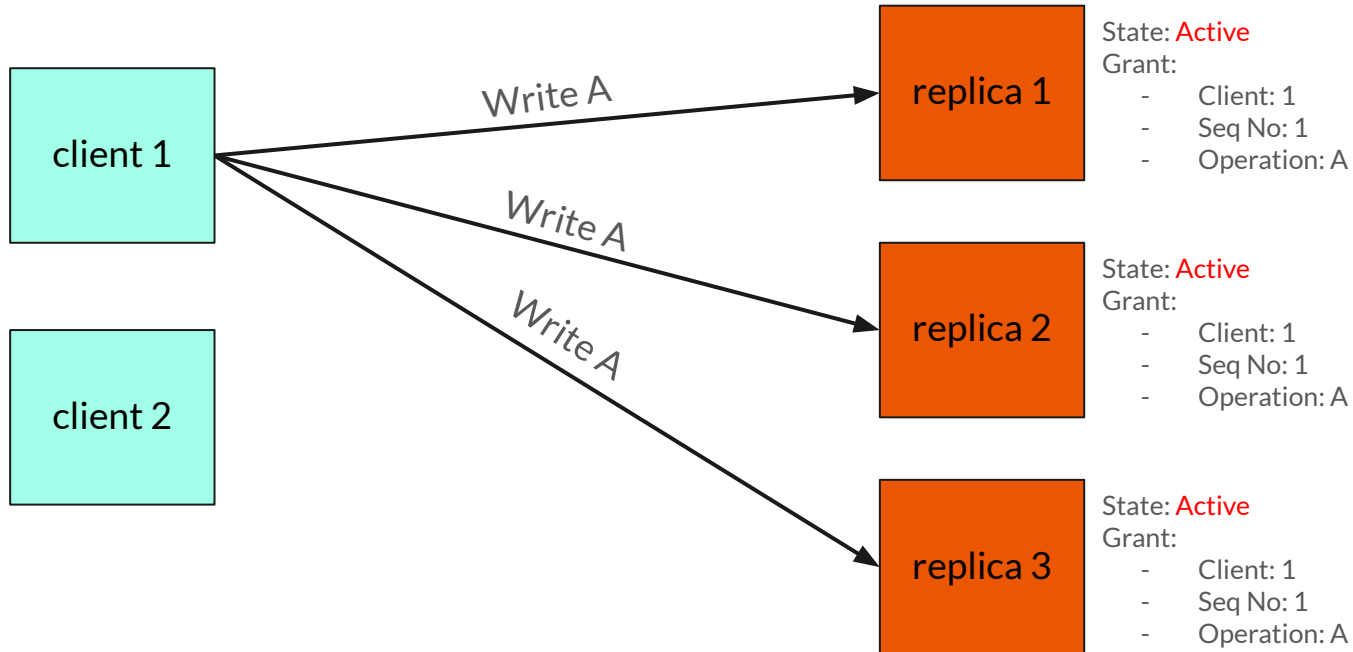 client 1
client 2
Write A
Write A
Write A
replica 1
State: Active
Grant:
- Client: 1
- Seq No: 1
- Operation: A
replica 2
State: Active
Grant:
- Client: 1
- Seq No: 1
- Operation: A
replica 3
State: Active
Grant:
- Client: 1
- Seq No: 1
- Operation: A